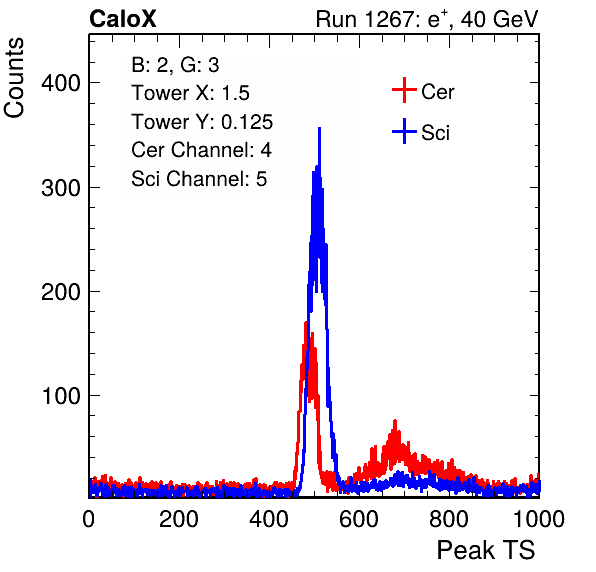 CaloX
Run 1267: e+, 40 GeV
Counts
B: 2, G: 3
Tower X: 1.5
Tower Y: 0.125
Cer Channel: 4
Sci Channel: 5
Cer
Sci
400
300
200
100
0 200 400 600 800 1000
Peak TS